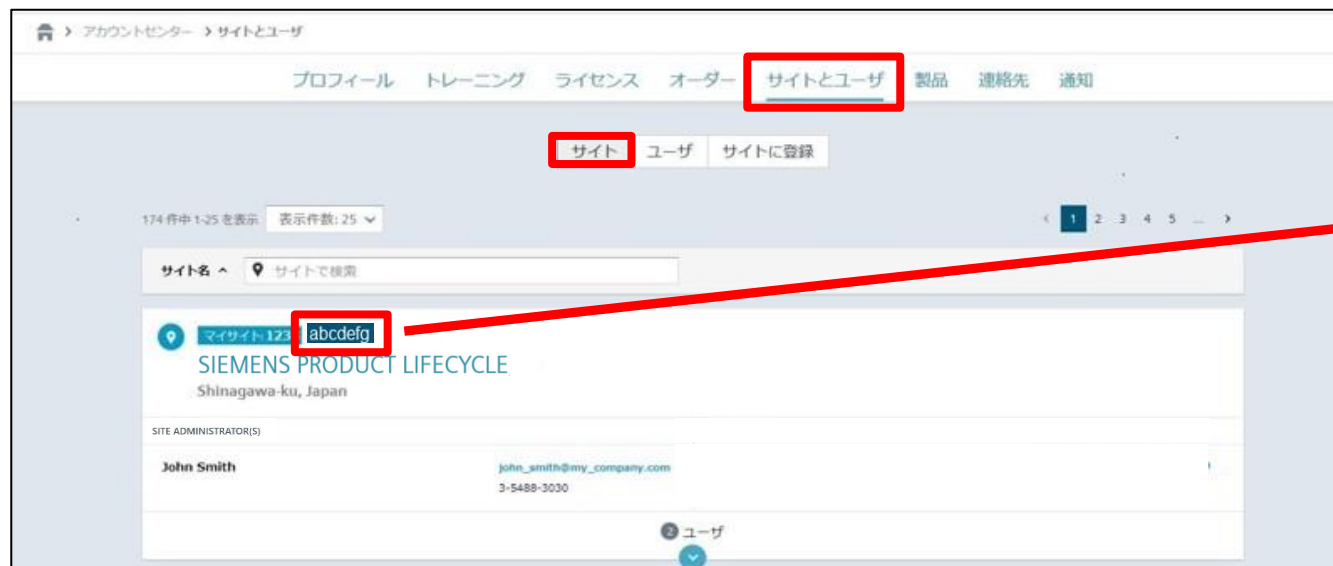 アカウントセンター > サイトとユーザ
プロフィール トレーニング ライセンス オーダー サイトとユーザ 製品 連絡先 通知
サイト ユーザ サイトに登録
174 件中 1-25 を表示 表示件数: 25
1 2 3 4 5 ...
サイト名 サイトで検索
マイサイト 123 abcdefg
SIEMENS PRODUCT LIFECYCLE
Shinagawa-ku, Japan
SITE ADMINISTRATOR(S)
John Smith john_smith@my_company.com
3-5488-3030
2 ユーザ